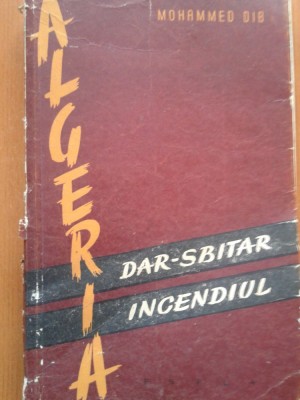 MOHAMMED DIB
ALGERIA
DAR-SBITAR
INCENDIUL